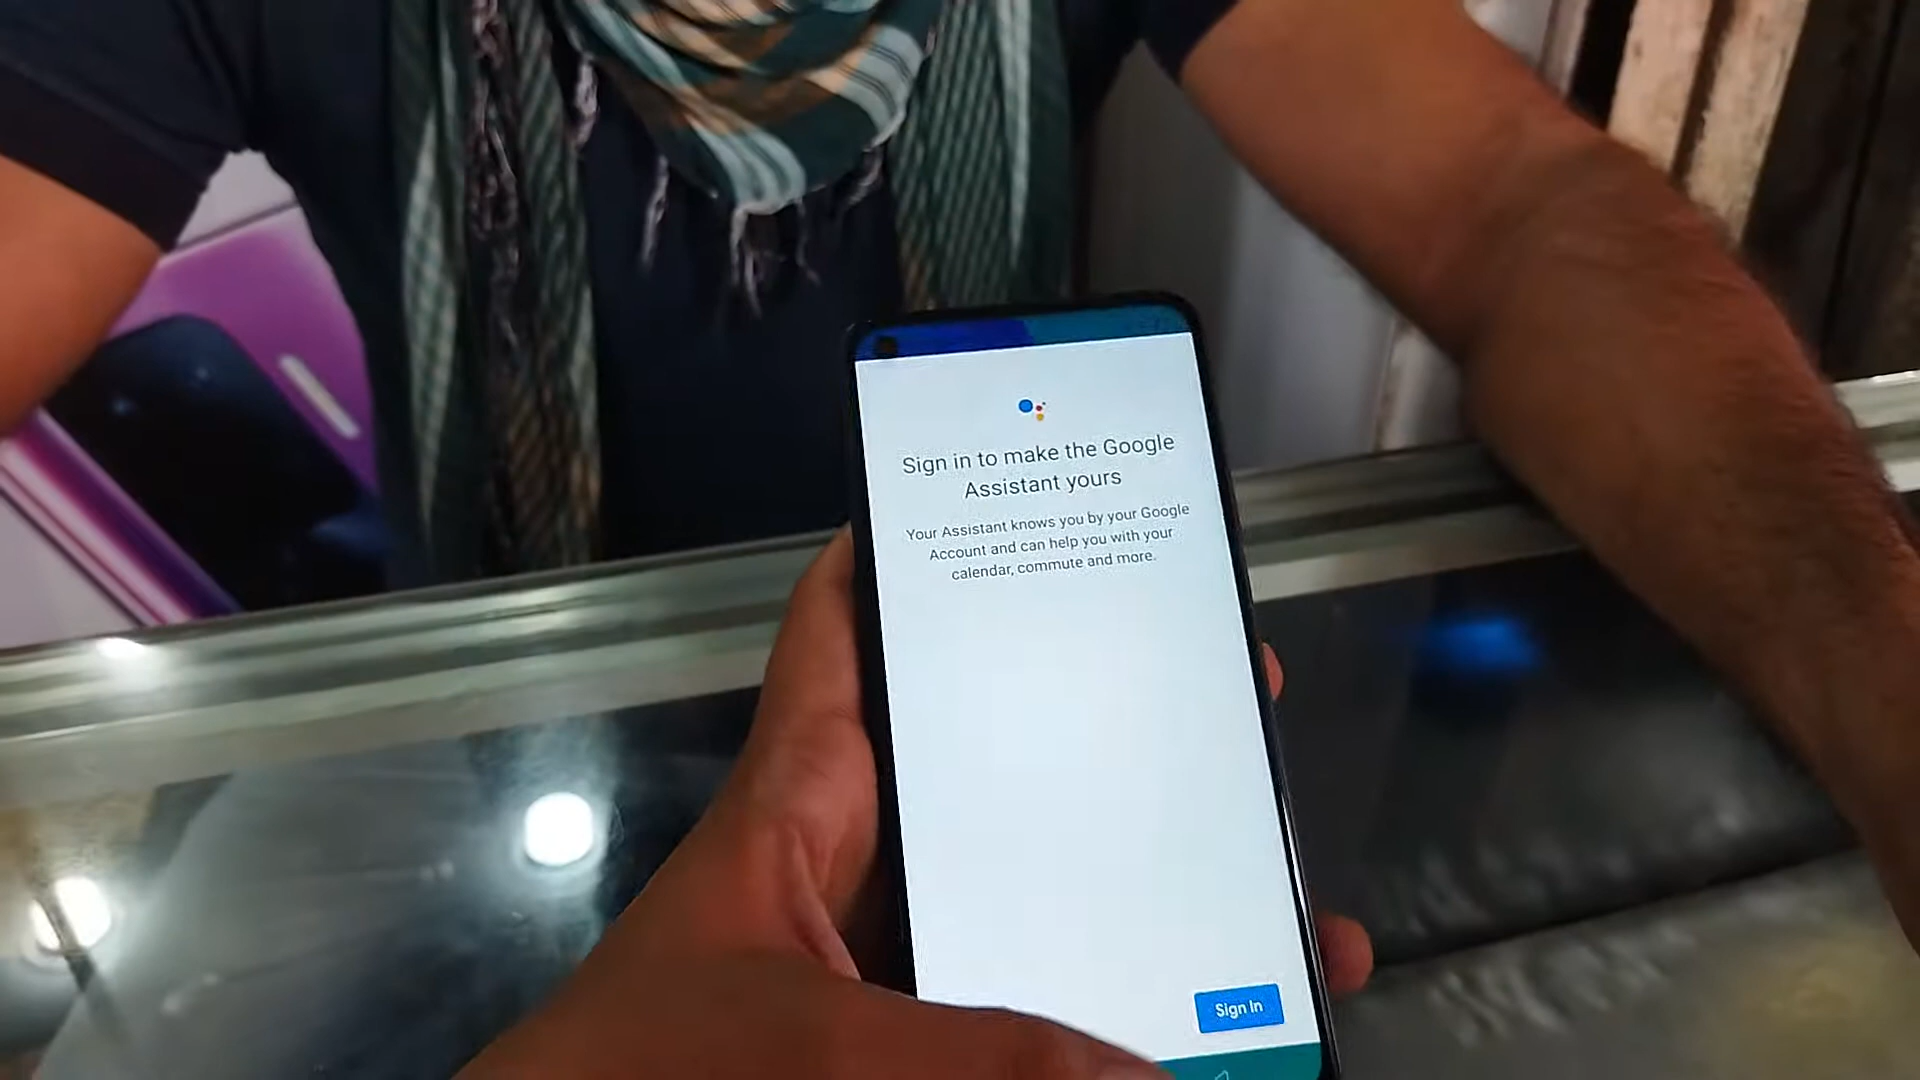 Sign in to make the Google
Assistant yours
Your Assistant knows you by your Google
Account and can help you with your
calendar, commute and more.
Sign In